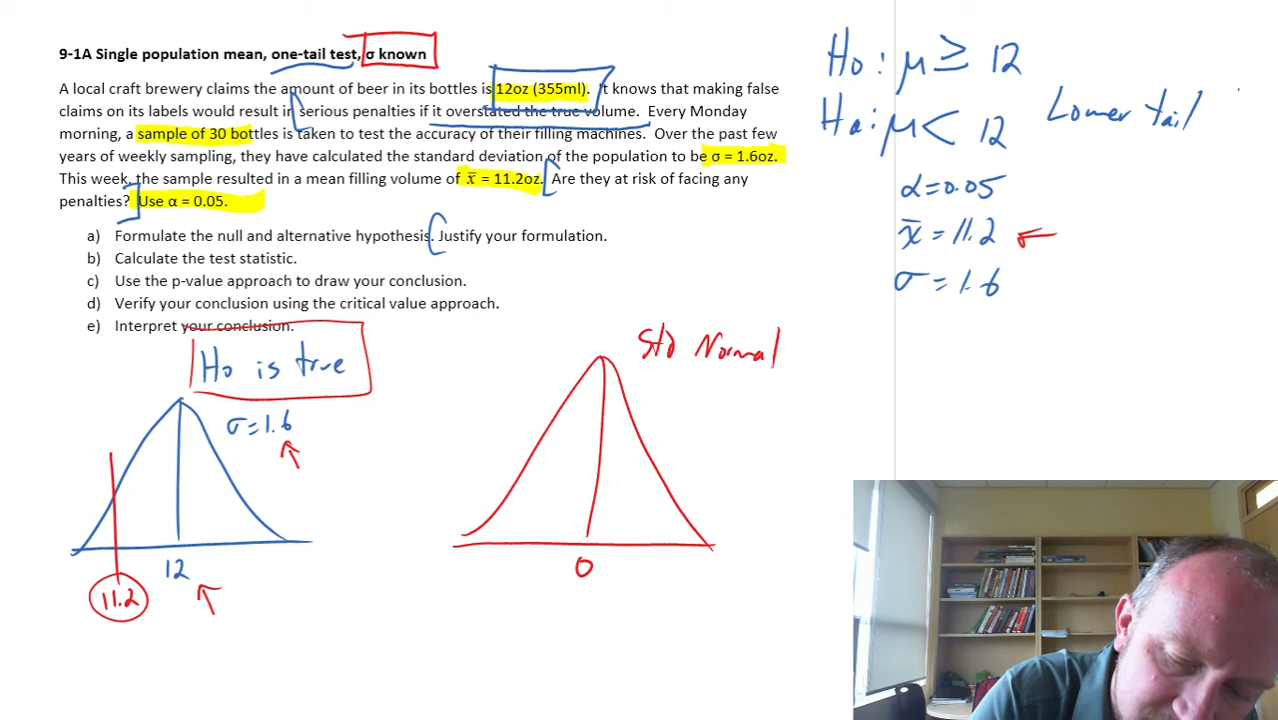 9-1A Single population mean, one-tail test, σ known
A local craft brewery claims the amount of beer in its bottles is 12oz (355ml). It knows that making false
claims on its labels would result in serious penalties if it overstated the true volume. Every Monday
morning, a sample of 30 bottles is taken to test the accuracy of their filling machines. Over the past few
years of weekly sampling, they have calculated the standard deviation of the population to be σ = 1.6oz.
This week, the sample resulted in a mean filling volume of x̄ = 11.2oz. Are they at risk of facing any
penalties? Use α = 0.05.
a) Formulate the null and alternative hypothesis. Justify your formulation.
b) Calculate the test statistic.
c) Use the p-value approach to draw your conclusion.
d) Verify your conclusion using the critical value approach.
e) Interpret your conclusion.
Ho is true
σ=1.6
12
11.2
Std Normal
0
Ho: μ ≥ 12
Ha: μ < 12 Lower tail
α=0.05
x̄ = 11.2
σ = 1.6